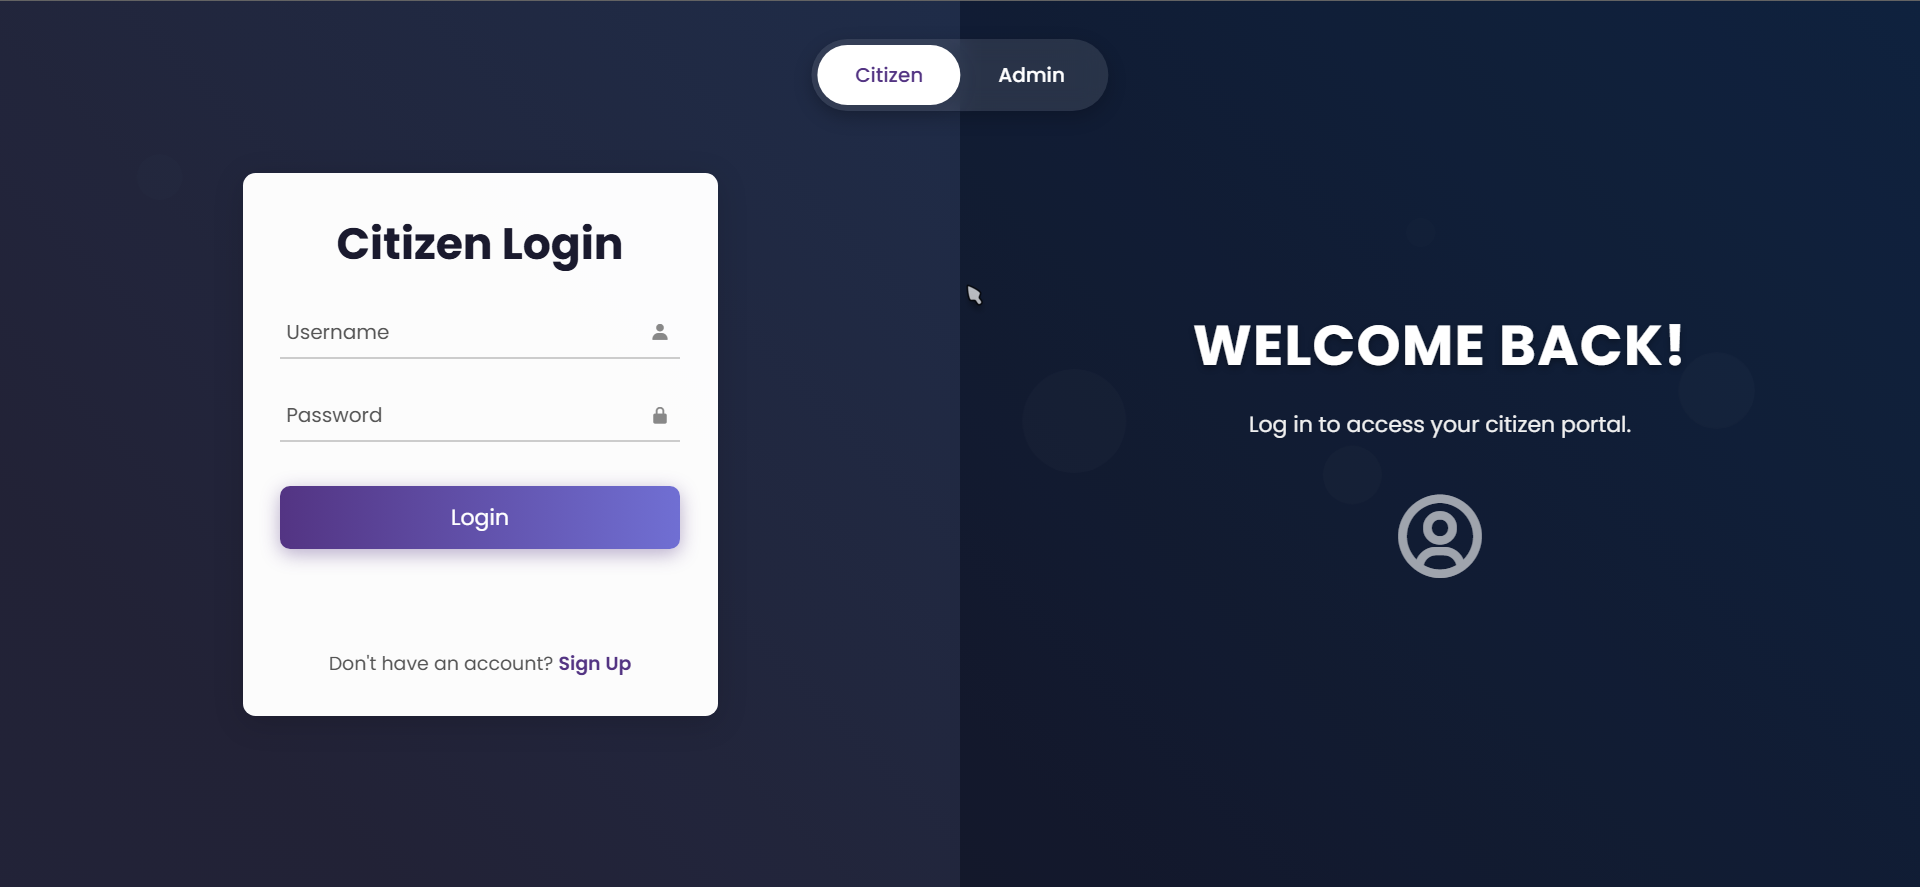 Citizen
Admin
Citizen Login
Username
Password
Login
Don't have an account? Sign Up
WELCOME BACK!
Log in to access your citizen portal.